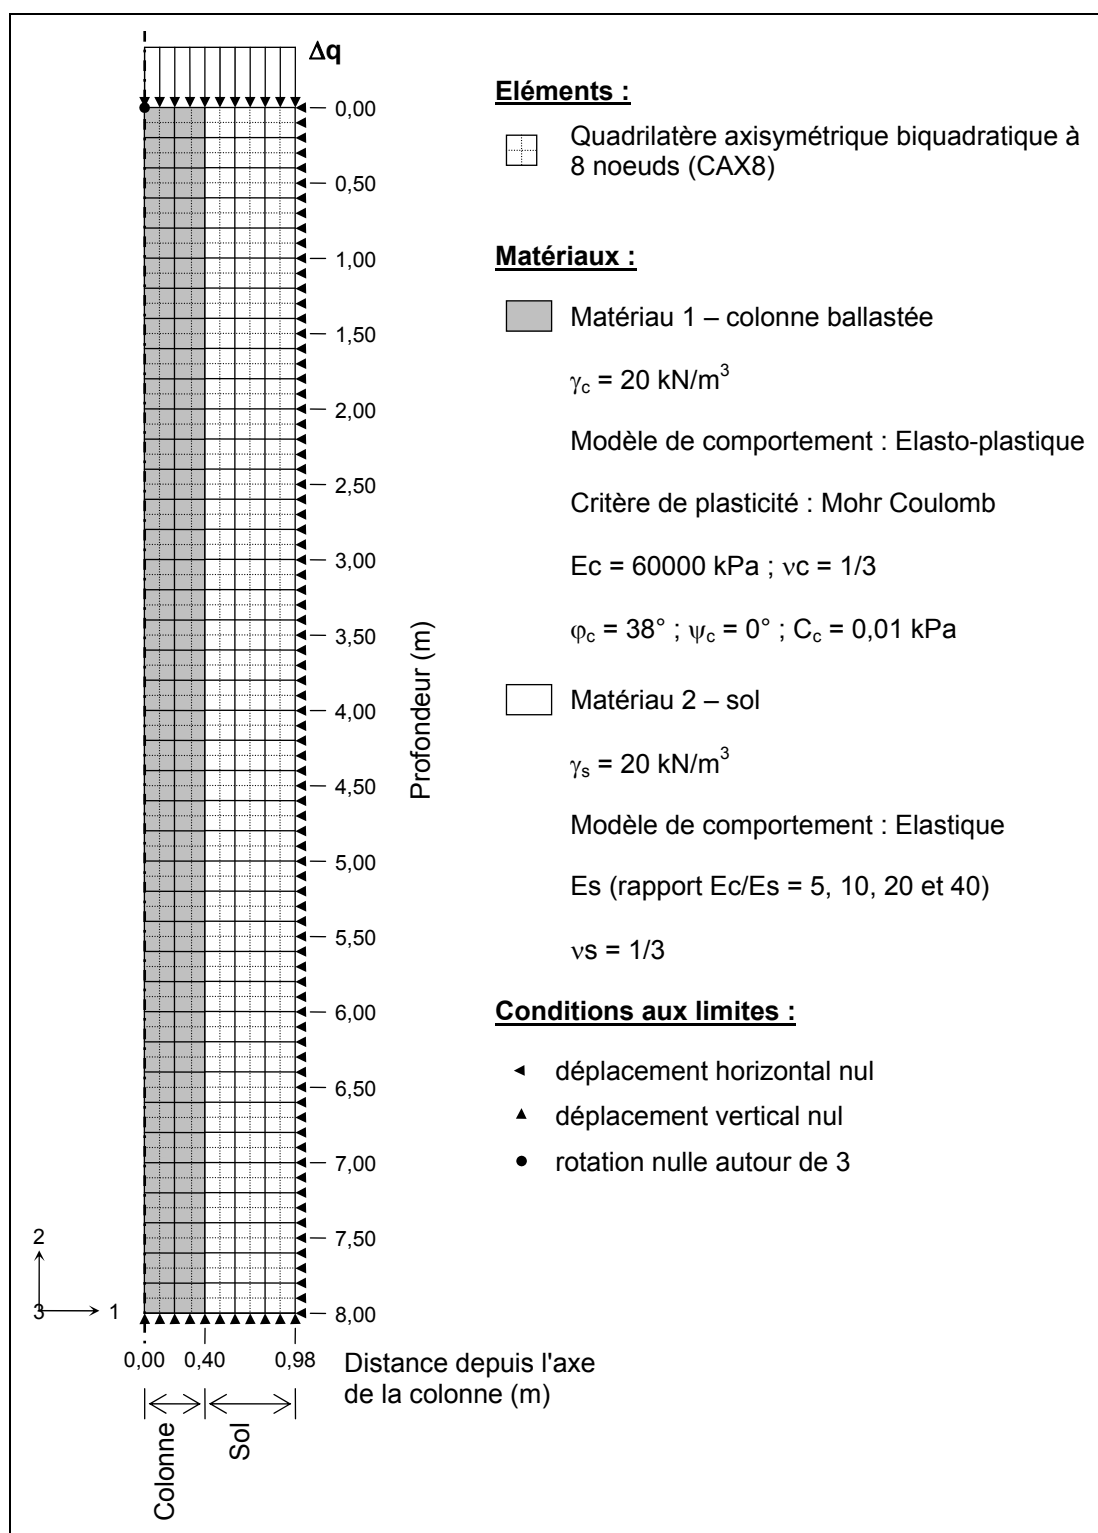 Δq
0,00
0,50
1,00
1,50
2,00
2,50
3,00
3,50
4,00
4,50
5,00
5,50
6,00
6,50
7,00
7,50
8,00
Profondeur (m)
2
3
1
0,00 0,40 0,98
Distance depuis l'axe
de la colonne (m)
Colonne
Sol
Eléments :
Quadrilatère axisymétrique biquadratique à
8 noeuds (CAX8)
Matériaux :
Matériau 1 – colonne ballastée
γc = 20 kN/m³
Modèle de comportement : Elasto-plastique
Critère de plasticité : Mohr Coulomb
Ec = 60000 kPa ; νc = 1/3
φc = 38° ; ψc = 0° ; Cc = 0,01 kPa
Matériau 2 – sol
γs = 20 kN/m³
Modèle de comportement : Elastique
Es (rapport Ec/Es = 5, 10, 20 et 40)
νs = 1/3
Conditions aux limites :
déplacement horizontal nul
déplacement vertical nul
rotation nulle autour de 3